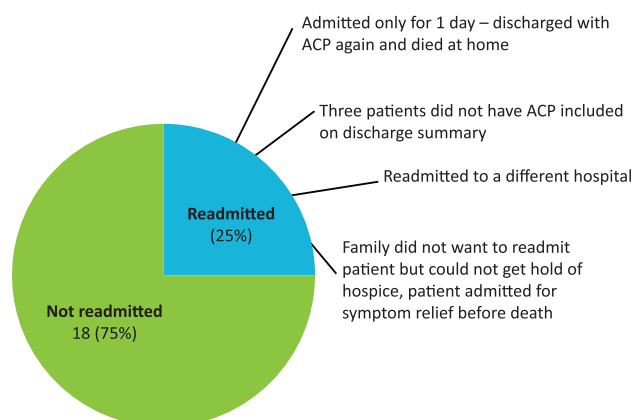 Admitted only for 1 day – discharged with
ACP again and died at home
Three patients did not have ACP included
on discharge summary
Readmitted to a different hospital
Readmitted
(25%)
Family did not want to readmit
patient but could not get hold of
hospice, patient admitted for
symptom relief before death
Not readmitted
18 (75%)